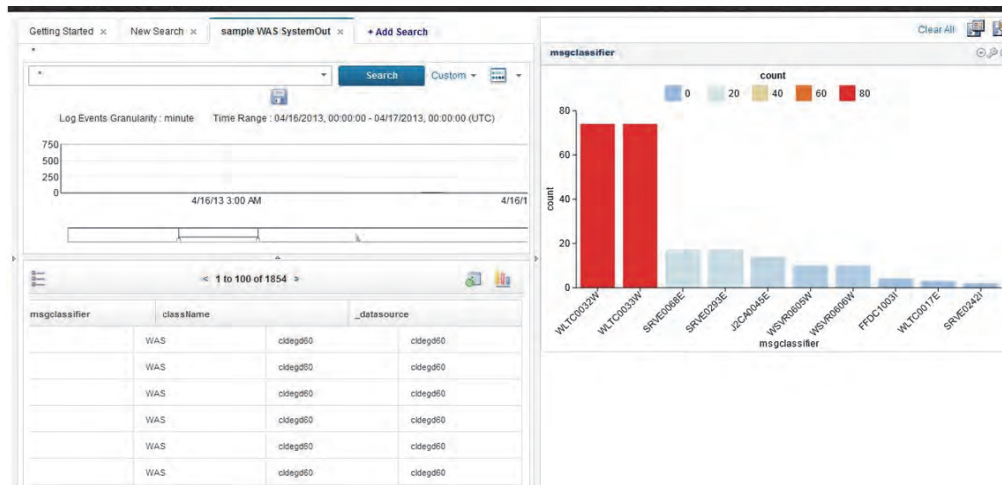 Getting Started × New Search × sample WAS SystemOut × + Add Search
*
* Search Custom
Log Events Granularity : minute Time Range : 04/16/2013, 00:00:00 - 04/17/2013, 00:00:00 (UTC)
750
500
250
0
4/16/13 3:00 AM 4/16/1
< 1 to 100 of 1854 >
msgclassifier className _datasource
WAS cldegd60 cldegd60
WAS cldegd60 cldegd60
WAS cldegd60 cldegd60
WAS cldegd60 cldegd60
WAS cldegd60 cldegd60
WAS cldegd60 cldegd60
Clear All
msgclassifier
count
0 20 40 60 80
80
60
40
20
0
count
WLTC0032W WLTC0033W SRVE0068E SRVE0293E J2CA0045E WSVR0605W WSVR0606W FFDC1003I WLTC0017E SRVE0242I
msgclassifier